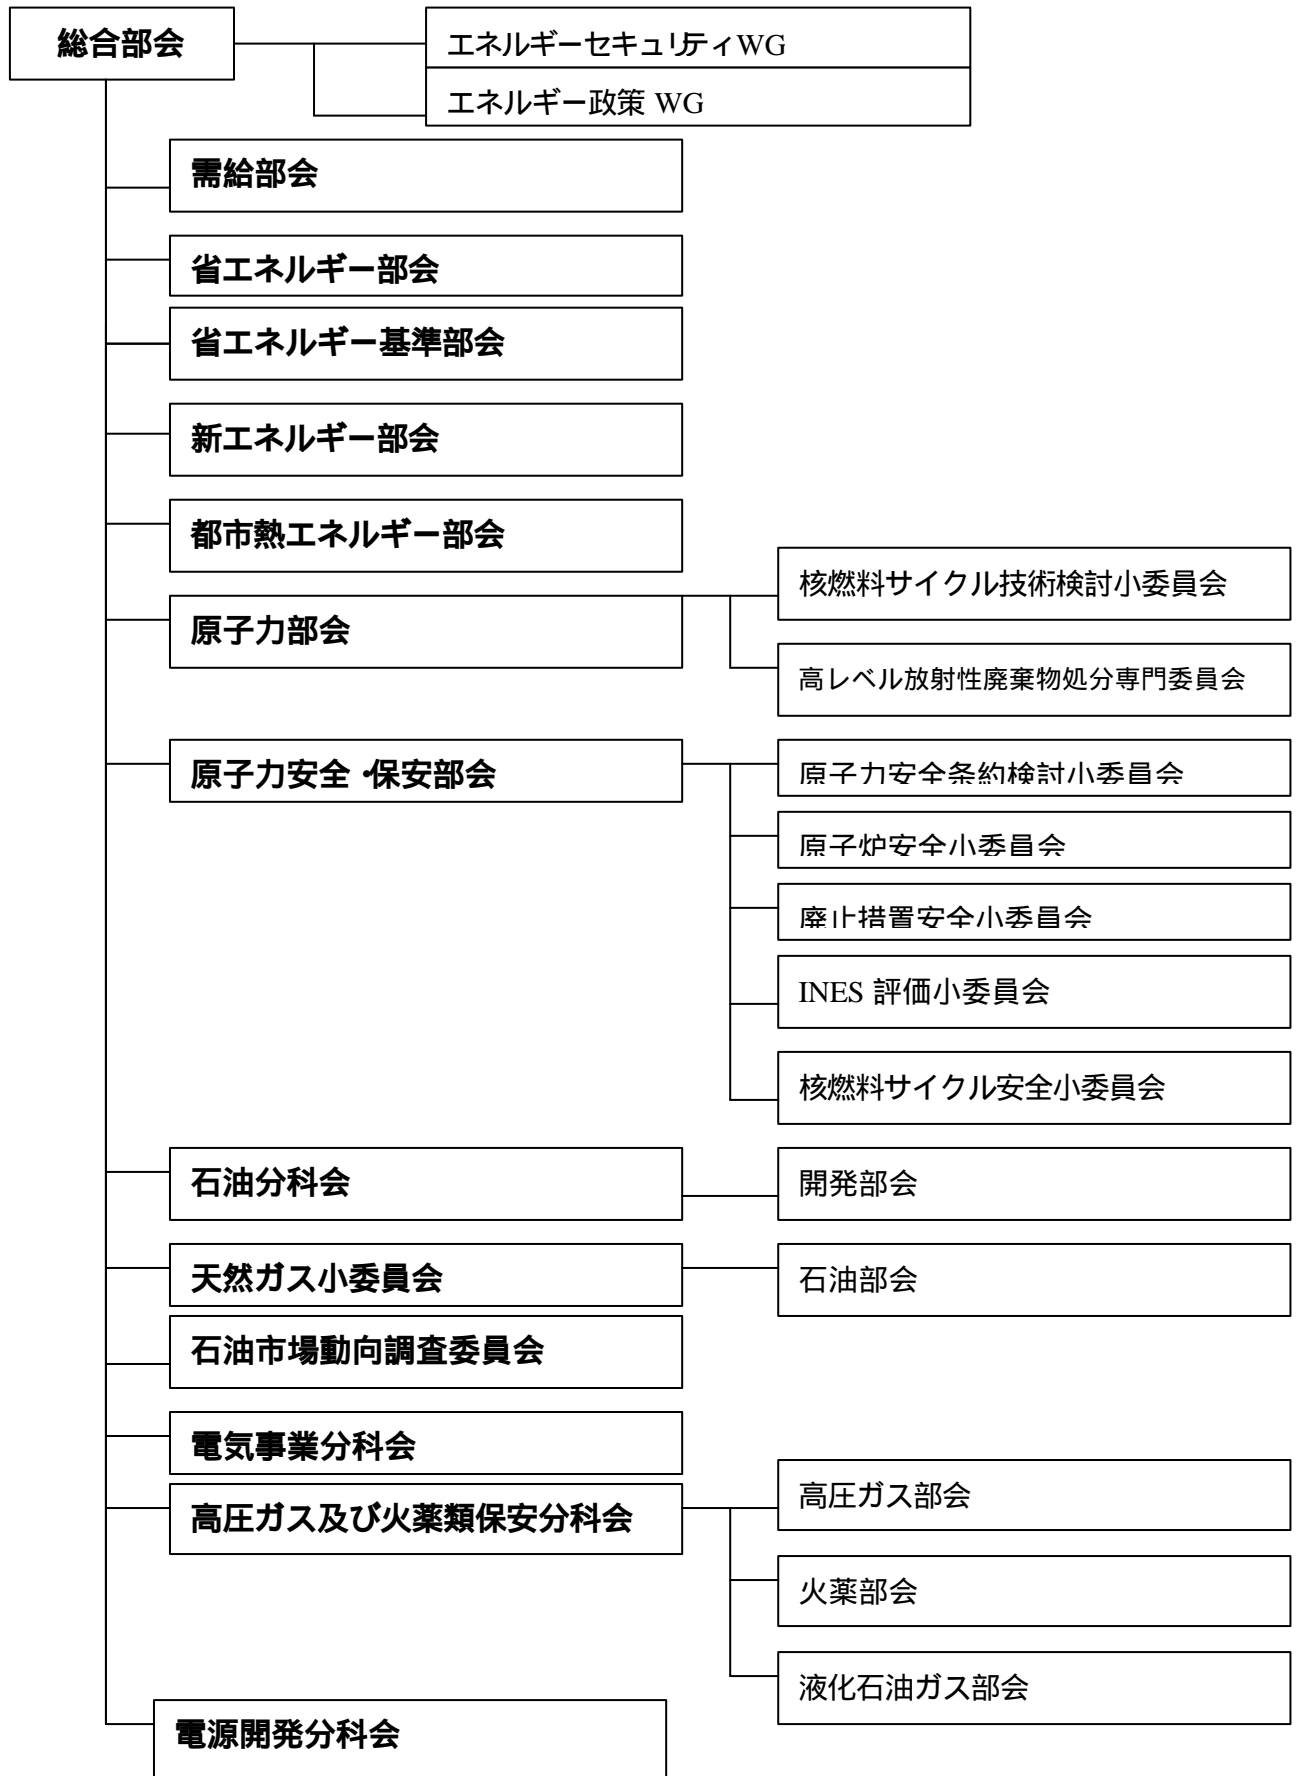 総合部会
エネルギーセキュリティWG
エネルギー政策 WG
需給部会
省エネルギー部会
省エネルギー基準部会
新エネルギー部会
都市熱エネルギー部会
原子力部会
核燃料サイクル技術検討小委員会
高レベル放射性廃棄物処分専門委員会
原子力安全・保安部会
原子力安全条約検討小委員会
原子炉安全小委員会
廃止措置安全小委員会
INES 評価小委員会
核燃料サイクル安全小委員会
石油分科会
開発部会
天然ガス小委員会
石油部会
石油市場動向調査委員会
電気事業分科会
高圧ガス及び火薬類保安分科会
高圧ガス部会
火薬部会
液化石油ガス部会
電源開発分科会